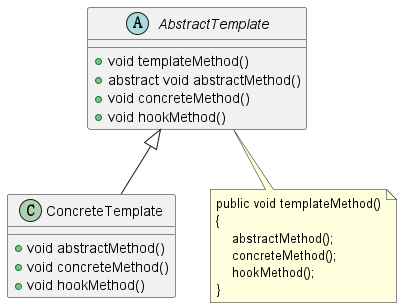 A AbstractTemplate
void templateMethod()
abstract void abstractMethod()
void concreteMethod()
void hookMethod()
C ConcreteTemplate
void abstractMethod()
void concreteMethod()
void hookMethod()
public void templateMethod()
{
abstractMethod();
concreteMethod();
hookMethod();
}